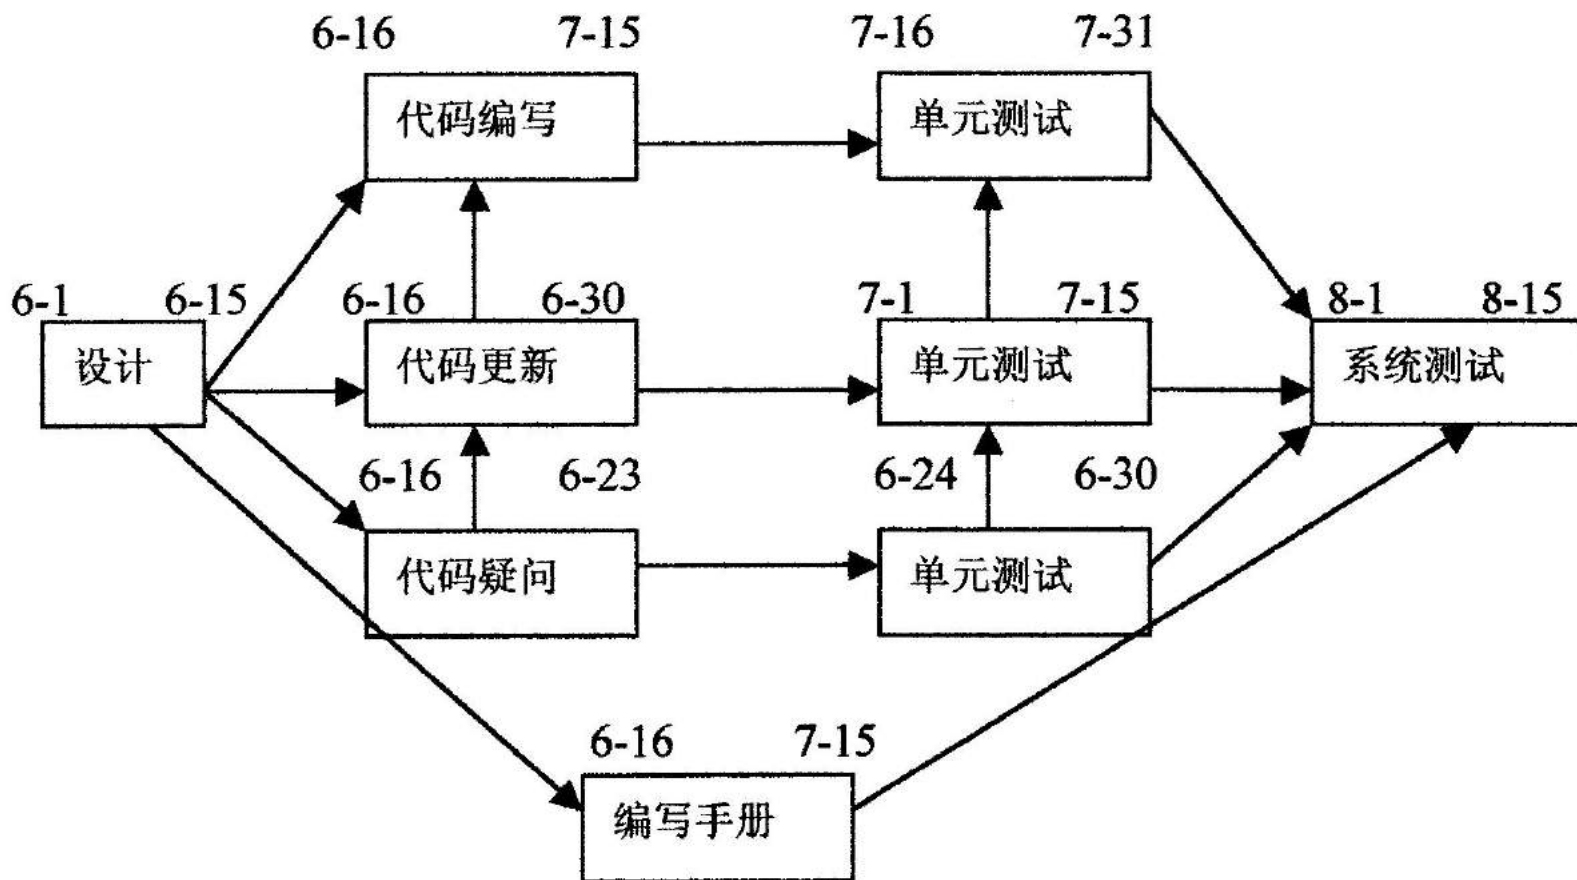 6-16 7-15 7-16 7-31
代码编写 单元测试
6-1 6-15 6-16 6-30 7-1 7-15 8-1 8-15
设计 代码更新 单元测试 系统测试
6-16 6-23 6-24 6-30
代码疑问 单元测试
6-16 7-15
编写手册